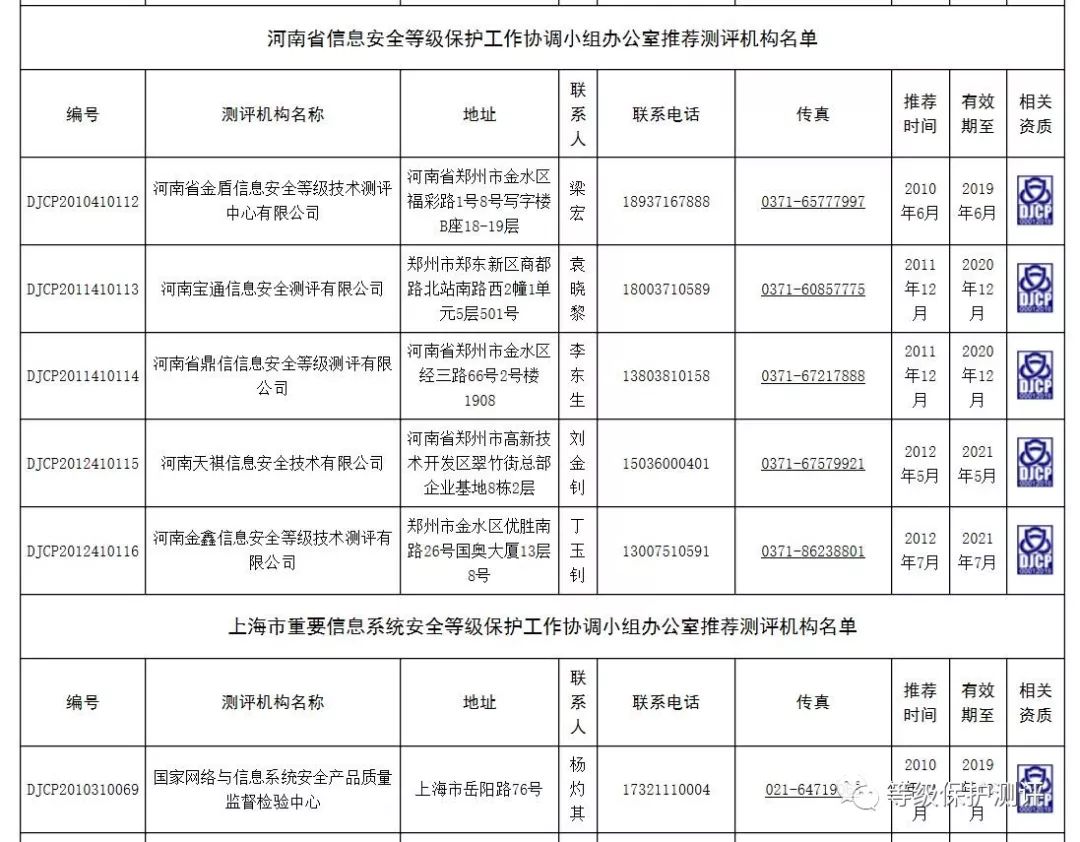 河南省信息安全等级保护工作协调小组办公室推荐测评机构名单
编号 测评机构名称 地址 联系人 联系电话 传真 推荐时间 有效期至 相关资质
DJCP2010410112 河南省金盾信息安全等级技术测评中心有限公司 河南省郑州市金水区福彩路1号8号写字楼B座18-19层 梁宏 18937167888 0371-65777997 2010年6月 2019年6月 DJCP
DJCP2011410113 河南宝通信息安全测评有限公司 郑州市郑东新区商都路北站南路西2幢1单元5层501号 袁晓黎 18003710589 0371-60857775 2011年12月 2020年12月 DJCP
DJCP2011410114 河南省鼎信信息安全等级测评有限公司 河南省郑州市金水区经三路66号2号楼1908 李东生 13803810158 0371-67217888 2011年12月 2020年12月 DJCP
DJCP2012410115 河南天祺信息安全技术有限公司 河南省郑州市高新技术开发区翠竹街总部企业基地8栋2层 刘金钊 15036000401 0371-67579921 2012年5月 2021年5月 DJCP
DJCP2012410116 河南金鑫信息安全等级技术测评有限公司 郑州市金水区优胜南路26号国奥大厦13层8号 丁玉钊 13007510591 0371-86238801 2012年7月 2021年7月 DJCP
上海市重要信息系统安全等级保护工作协调小组办公室推荐测评机构名单
编号 测评机构名称 地址 联系人 联系电话 传真 推荐时间 有效期至 相关资质
DJCP2010310069 国家网络与信息系统安全产品质量监督检验中心 上海市岳阳路76号 杨灼其 17321110004 021-64719 2010 月 2019 月 DJCP
等级保护测评